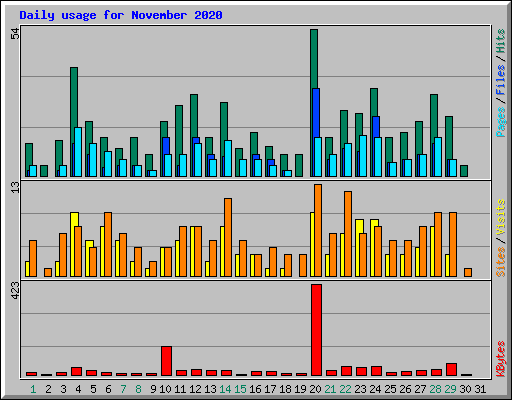 Daily usage for November 2020
54
Pages / Files / Hits
13
Sites / Visits
423
KBytes
1 2 3 4 5 6 7 8 9 10 11 12 13 14 15 16 17 18 19 20 21 22 23 24 25 26 27 28 29 30 31